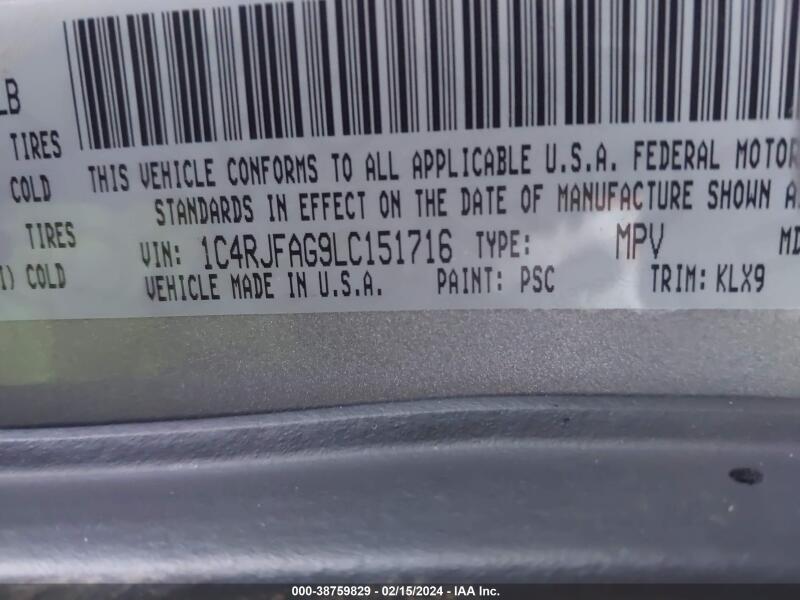 LB
TIRES
COLD
TIRES
COLD
THIS VEHICLE CONFORMS TO ALL APPLICABLE U.S.A. FEDERAL MOTOR
STANDARDS IN EFFECT ON THE DATE OF MANUFACTURE SHOWN A
VIN: 1C4RJFAG9LC151716 TYPE: MPV MD
VEHICLE MADE IN U.S.A. PAINT: PSC TRIM: KLX9
000-38759829 - 02/15/2024 - IAA Inc.